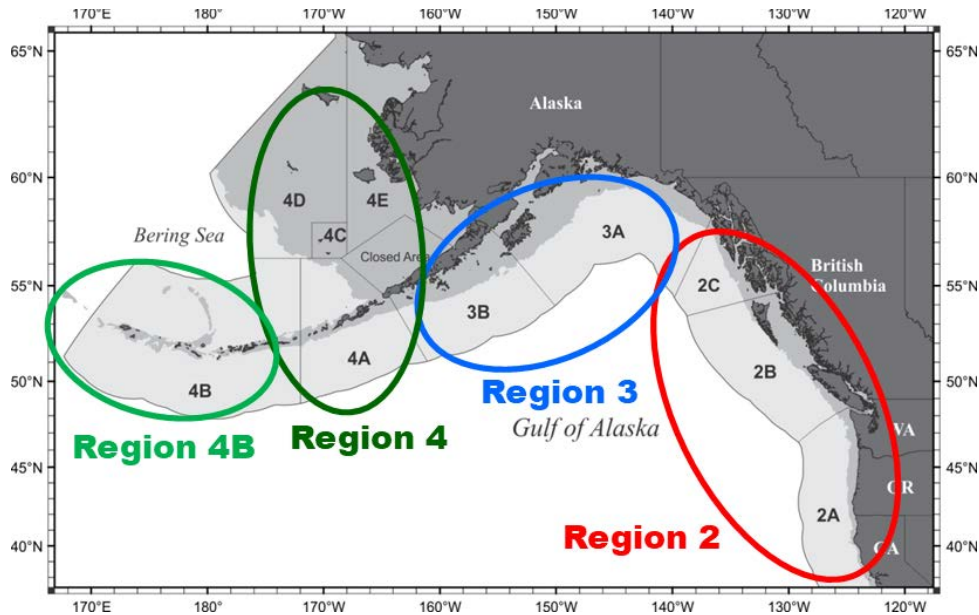 170°E 180° 170°W 160°W 150°W 140°W 130°W 120°W
65°N 65°N
Alaska
60°N 60°N
4D 4E
Bering Sea 4C 3A
Closed Area
British
Columbia
55°N 55°N
2C
3B
4A
50°N 4B 2B 50°N
Region 3
Region 4B Region 4 Gulf of Alaska WA
45°N 45°N
OR
2A
Region 2
40°N CA 40°N
170°E 180° 170°W 160°W 150°W 140°W 130°W 120°W